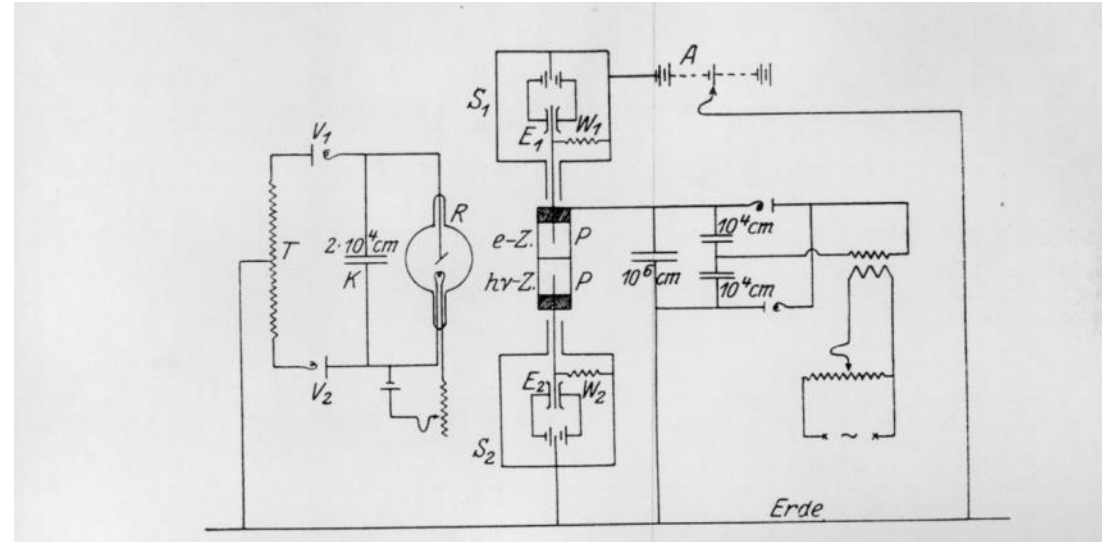 A
S₁
V₁
E₁
W₁
R
e-Z.
P
10⁴cm
T
2·10⁴cm
K
hν-Z.
P
10⁶cm
10⁴cm
V₂
E₂
W₂
S₂
~
Erde